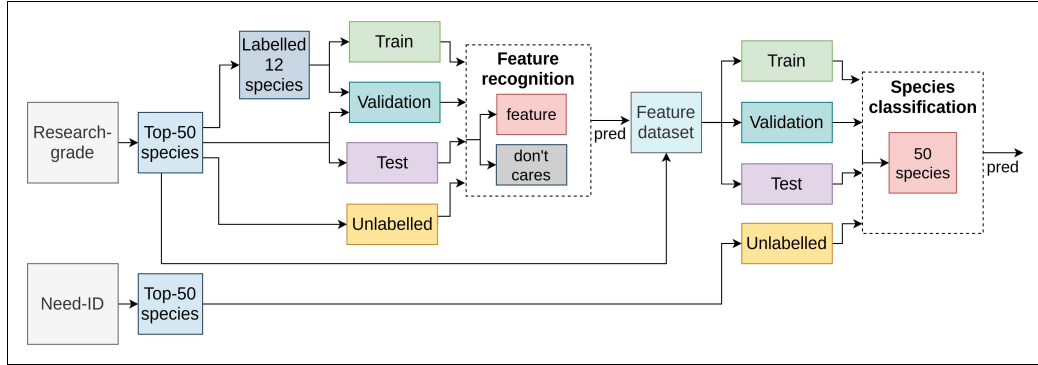 Research-
grade
Top-50
species
Labelled
12
species
Train
Validation
Test
Unlabelled
Feature
recognition
feature
don't
cares
pred
Feature
dataset
Train
Validation
Test
Unlabelled
Species
classification
50
species
pred
Need-ID
Top-50
species